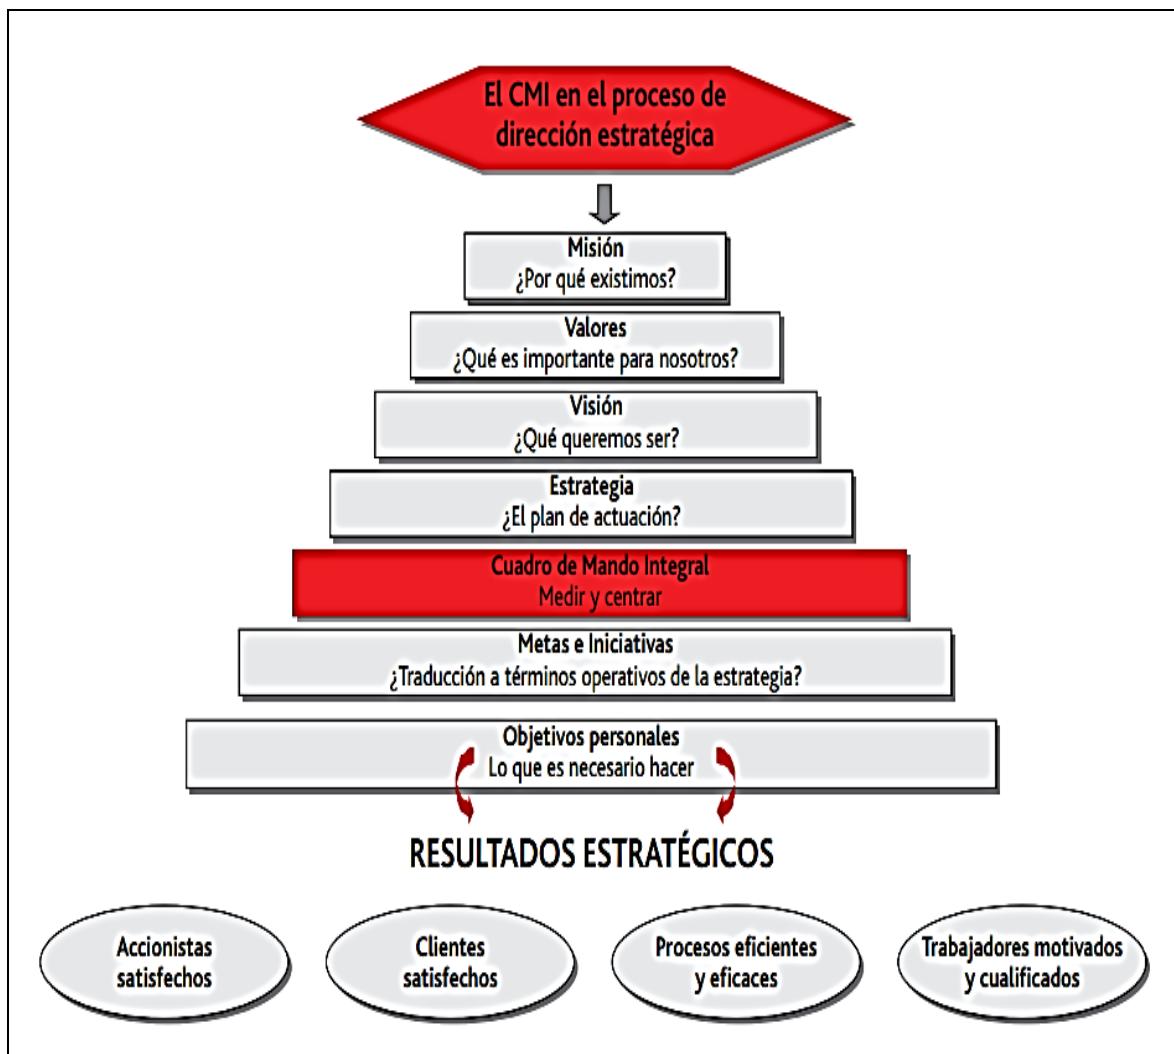 El CMI en el proceso de
dirección estratégica
Misión
¿Por qué existimos?
Valores
¿Qué es importante para nosotros?
Visión
¿Qué queremos ser?
Estrategia
¿El plan de actuación?
Cuadro de Mando Integral
Medir y centrar
Metas e Iniciativas
¿Traducción a términos operativos de la estrategia?
Objetivos personales
Lo que es necesario hacer
RESULTADOS ESTRATÉGICOS
Accionistas
satisfechos
Clientes
satisfechos
Procesos eficientes
y eficaces
Trabajadores motivados
y cualificados